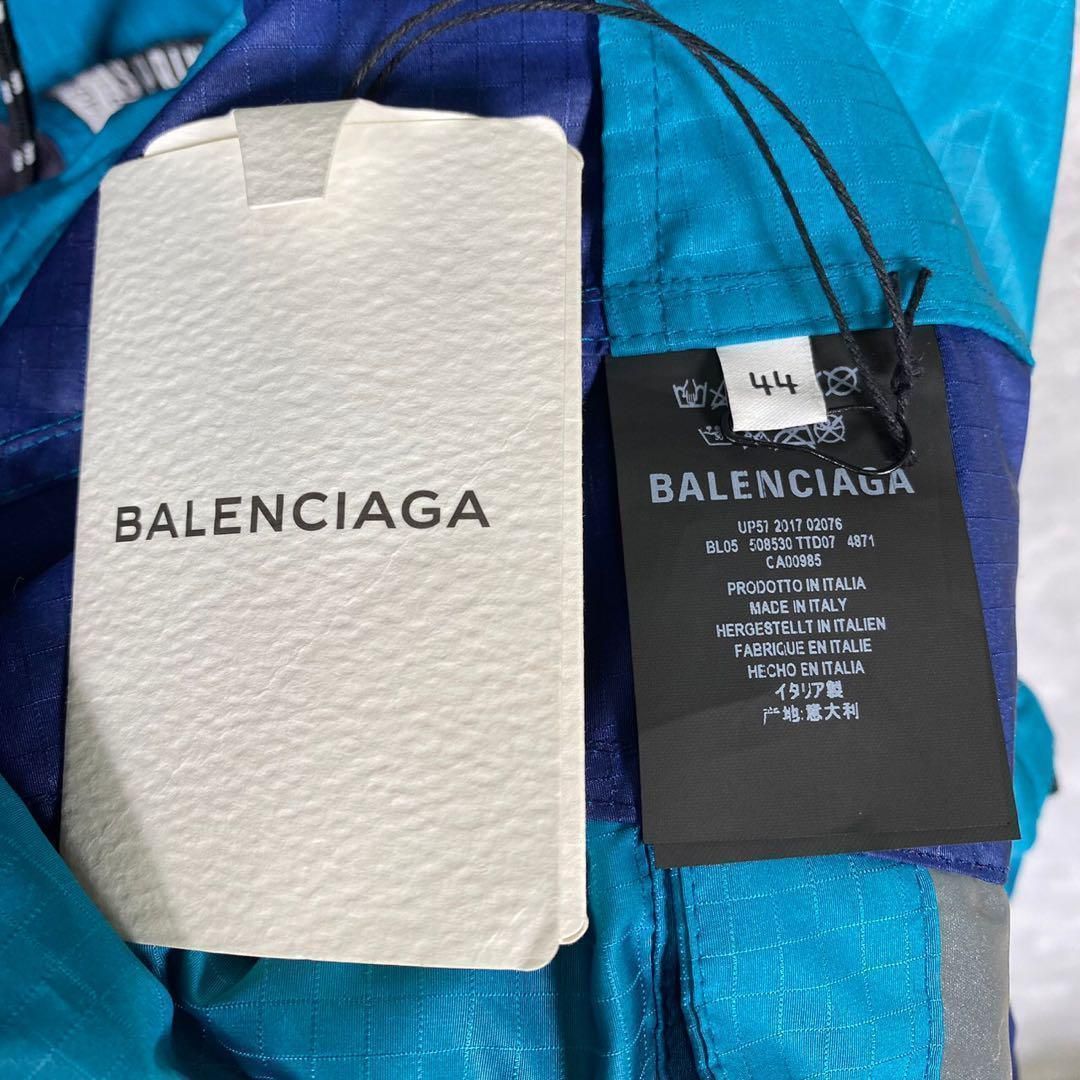 BALENCIAGA
44
BALENCIAGA
UP57 2017 02076
BL05 508530 TTD07 4871
CA00985
PRODOTTO IN ITALIA
MADE IN ITALY
HERGESTELLT IN ITALIEN
FABRIQUE EN ITALIE
HECHO EN ITALIA
イタリア製
产地:意大利